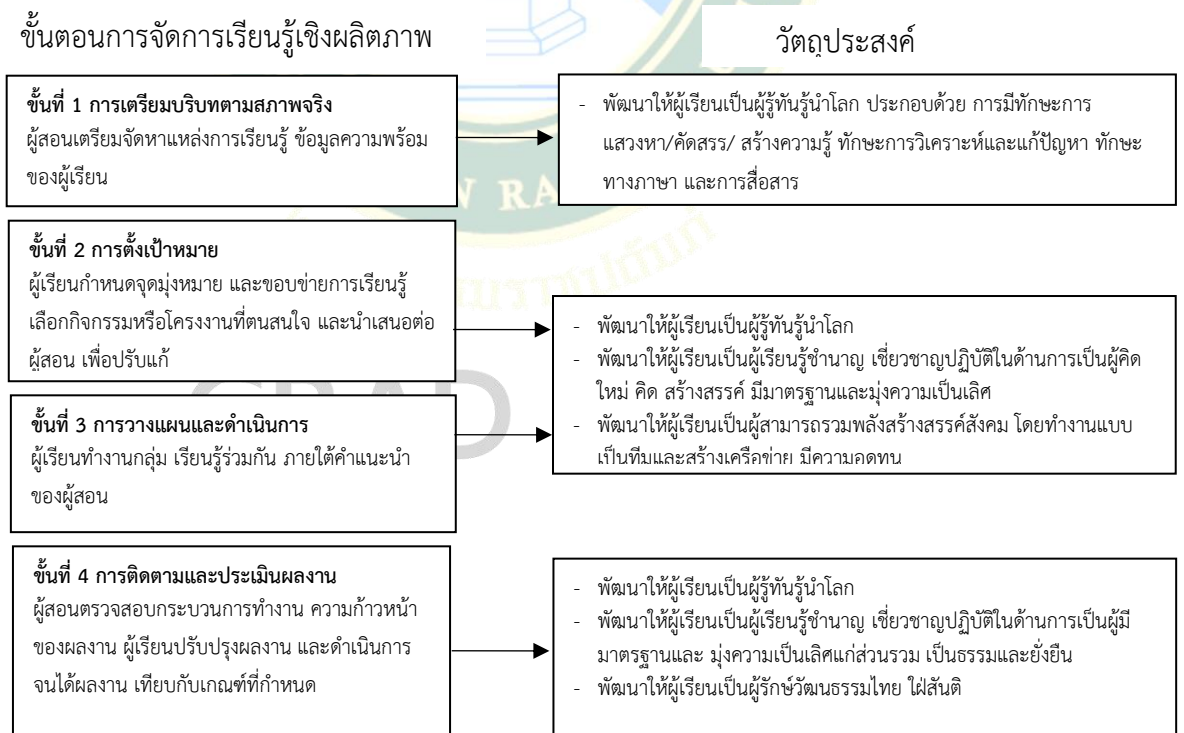 ขั้นตอนการจัดการเรียนรู้เชิงผลิตภาพ
วัตถุประสงค์
ขั้นที่ 1 การเตรียมบริบทตามสภาพจริง
ผู้สอนเตรียมจัดหาแหล่งการเรียนรู้ ข้อมูลความพร้อม
ของผู้เรียน
- พัฒนาให้ผู้เรียนเป็นผู้รู้ทันรู้นำโลก ประกอบด้วย การมีทักษะการ
แสวงหา/คัดสรร/ สร้างความรู้ ทักษะการวิเคราะห์และแก้ปัญหา ทักษะ
ทางภาษา และการสื่อสาร
ขั้นที่ 2 การตั้งเป้าหมาย
ผู้เรียนกำหนดจุดมุ่งหมาย และขอบข่ายการเรียนรู้
เลือกกิจกรรมหรือโครงงานที่ตนสนใจ และนำเสนอต่อ
ผู้สอน เพื่อปรับแก้
ขั้นที่ 3 การวางแผนและดำเนินการ
ผู้เรียนทำงานกลุ่ม เรียนรู้ร่วมกัน ภายใต้คำแนะนำ
ของผู้สอน
- พัฒนาให้ผู้เรียนเป็นผู้รู้ทันรู้นำโลก
- พัฒนาให้ผู้เรียนเป็นผู้เรียนรู้ชำนาญ เชี่ยวชาญปฏิบัติในด้านการเป็นผู้คิด
ใหม่ คิด สร้างสรรค์ มีมาตรฐานและมุ่งความเป็นเลิศ
- พัฒนาให้ผู้เรียนเป็นผู้สามารถรวมพลังสร้างสรรค์สังคม โดยทำงานแบบ
เป็นทีมและสร้างเครือข่าย มีความอดทน
ขั้นที่ 4 การติดตามและประเมินผลงาน
ผู้สอนตรวจสอบกระบวนการทำงาน ความก้าวหน้า
ของผลงาน ผู้เรียนปรับปรุงผลงาน และดำเนินการ
จนได้ผลงาน เทียบกับเกณฑ์ที่กำหนด
- พัฒนาให้ผู้เรียนเป็นผู้รู้ทันรู้นำโลก
- พัฒนาให้ผู้เรียนเป็นผู้เรียนรู้ชำนาญ เชี่ยวชาญปฏิบัติในด้านการเป็นผู้มี
มาตรฐานและ มุ่งความเป็นเลิศแก่ส่วนรวม เป็นธรรมและยั่งยืน
- พัฒนาให้ผู้เรียนเป็นผู้รักษ์วัฒนธรรมไทย ใฝ่สันติ